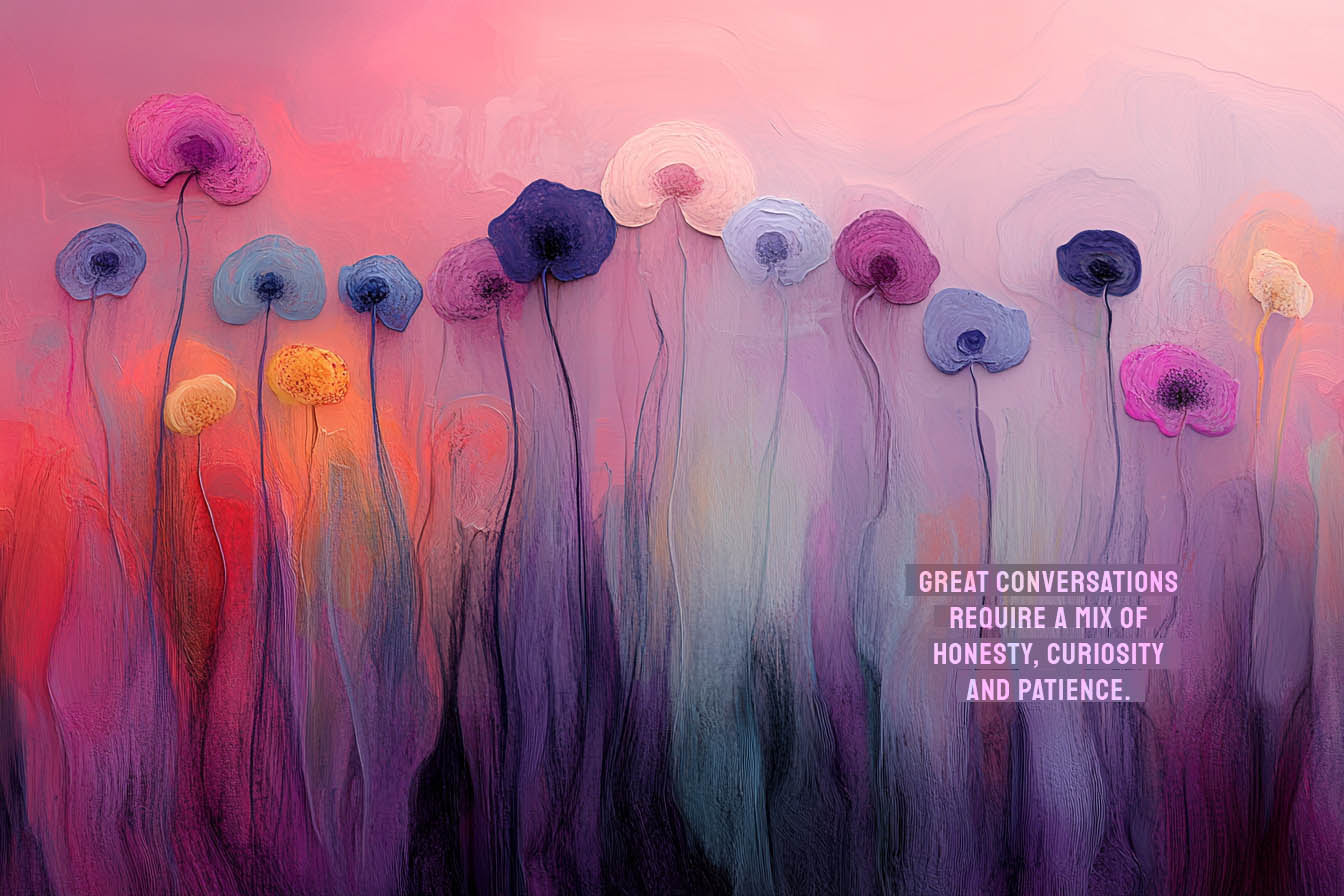 GREAT CONVERSATIONS
REQUIRE A MIX OF
HONESTY, CURIOSITY
AND PATIENCE.